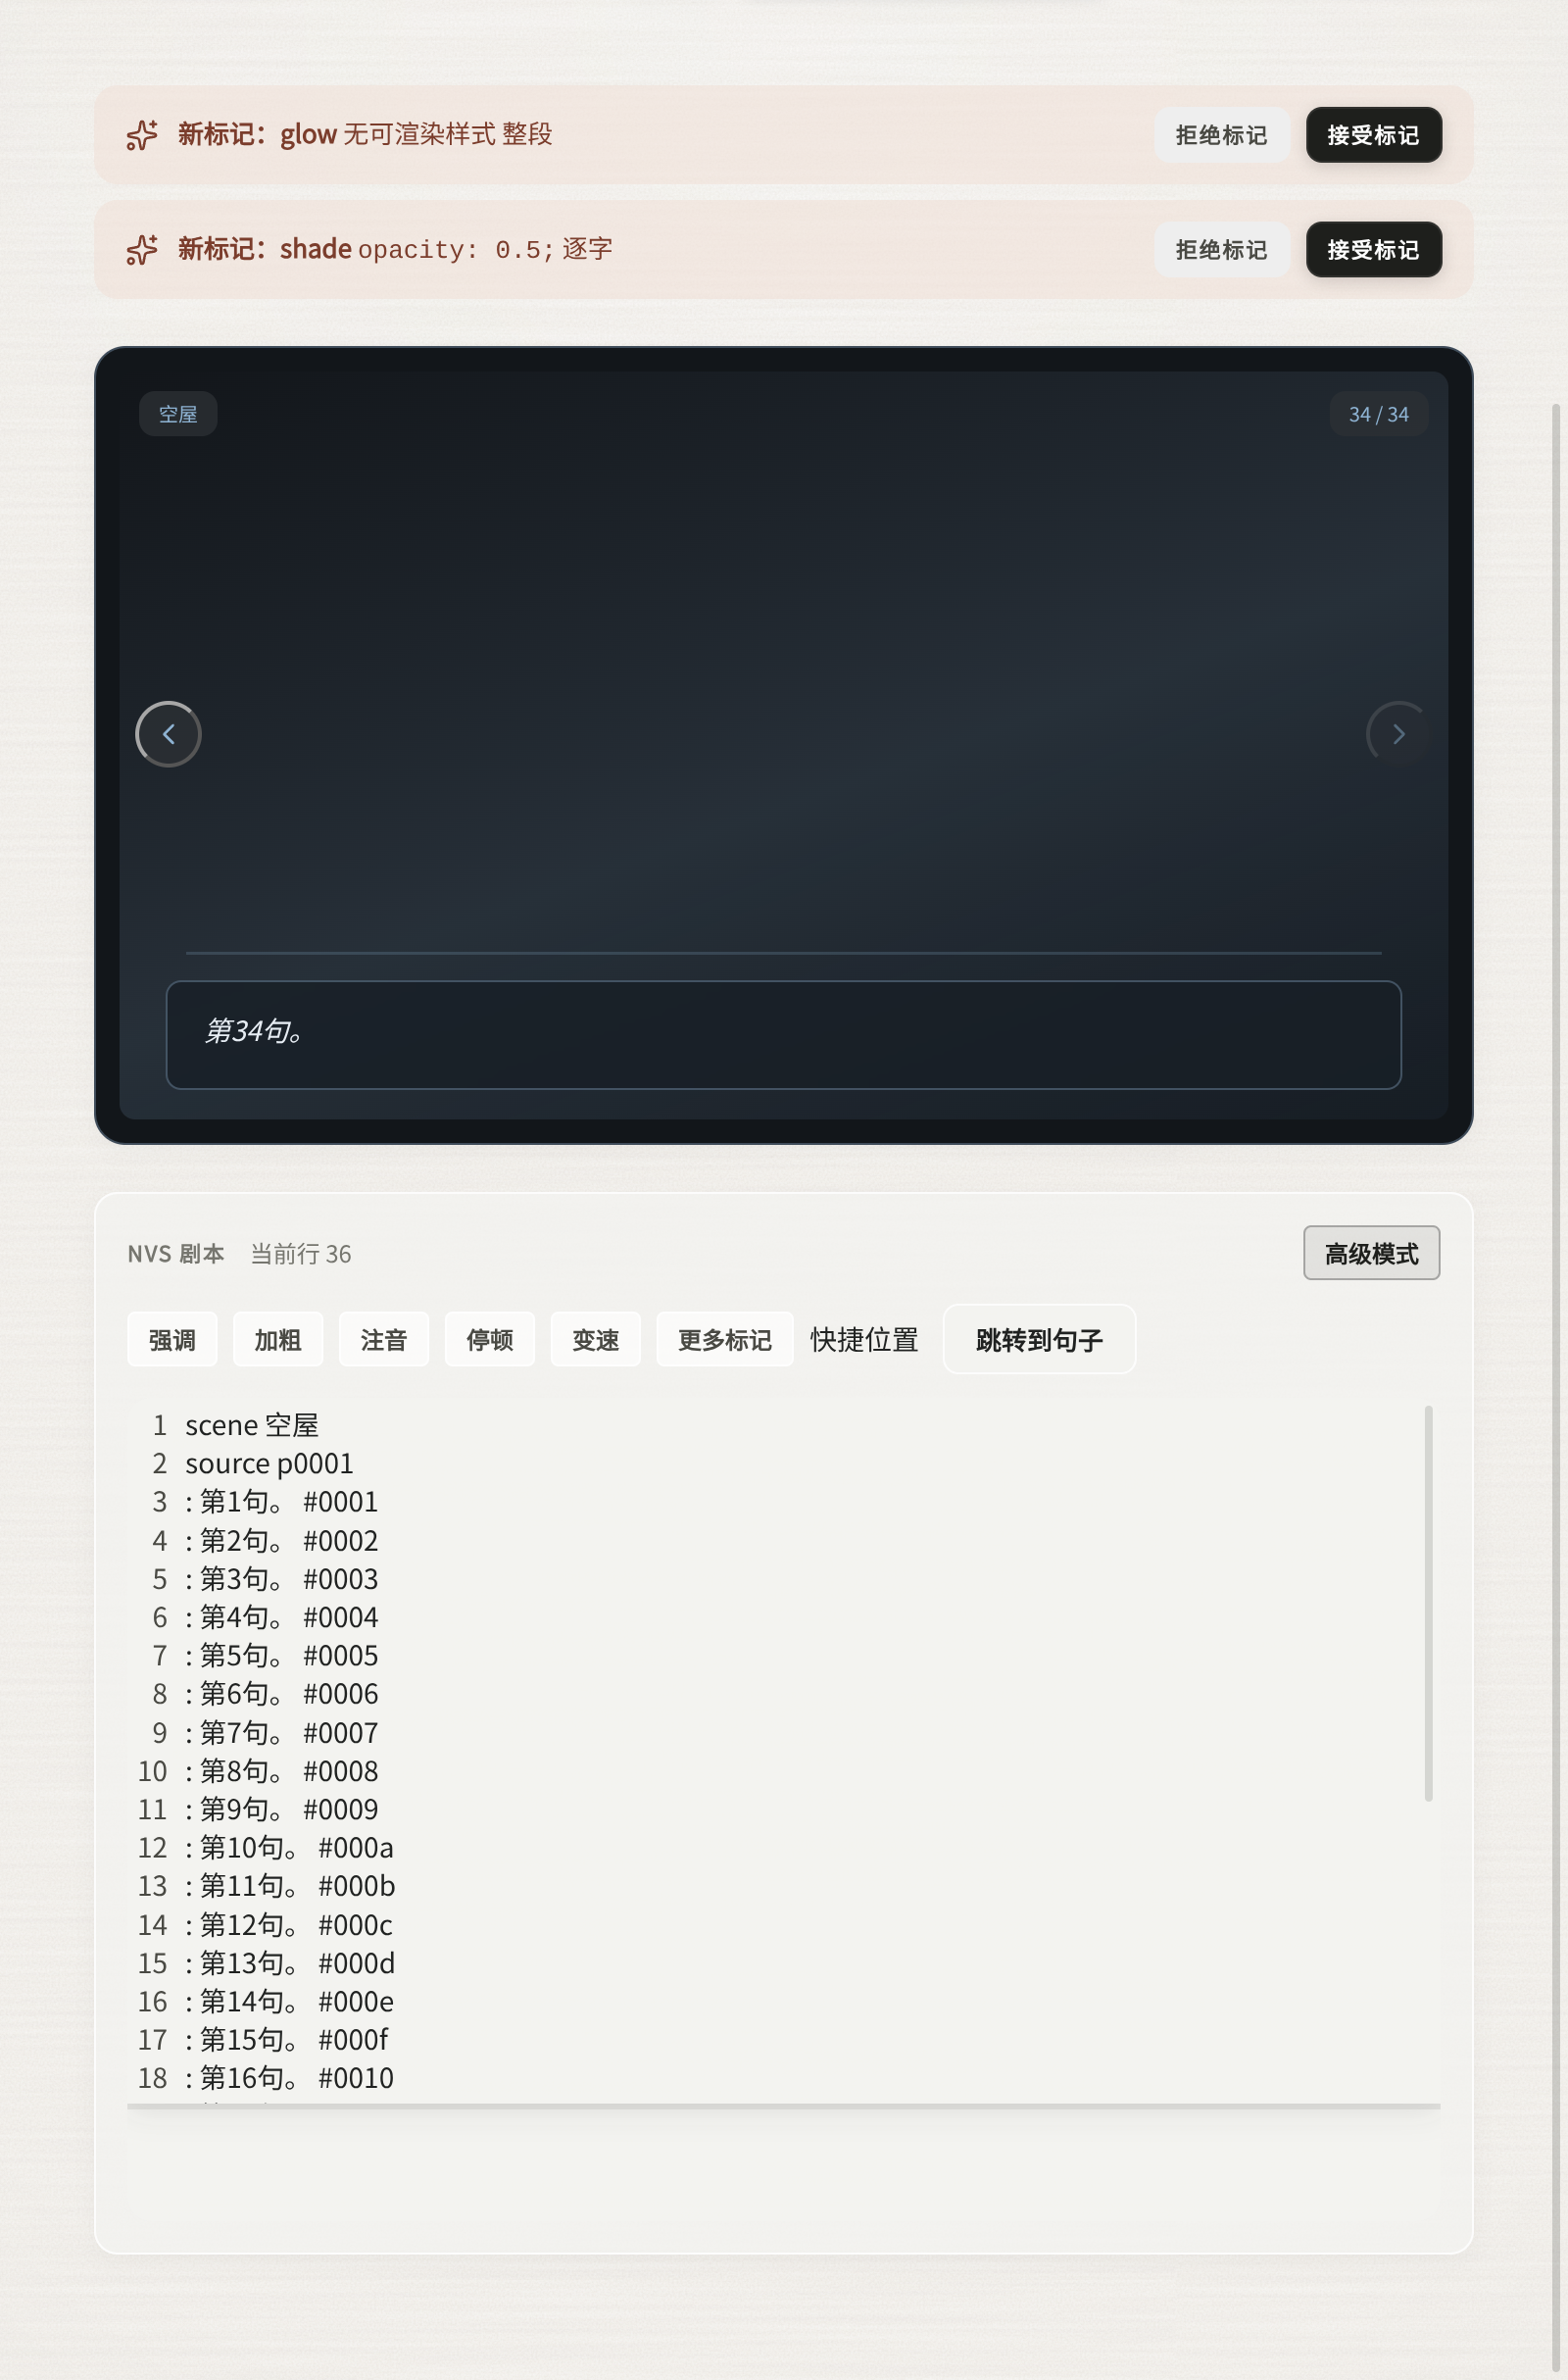 新标记：glow 无可渲染样式 整段
拒绝标记
接受标记
新标记：shade opacity: 0.5; 逐字
拒绝标记
接受标记
空屋
34 / 34
第34句。
NVS 剧本 当前行 36
高级模式
强调 加粗 注音 停顿 变速 更多标记 快捷位置 跳转到句子
1 scene 空屋
2 source p0001
3 : 第1句。 #0001
4 : 第2句。 #0002
5 : 第3句。 #0003
6 : 第4句。 #0004
7 : 第5句。 #0005
8 : 第6句。 #0006
9 : 第7句。 #0007
10 : 第8句。 #0008
11 : 第9句。 #0009
12 : 第10句。 #000a
13 : 第11句。 #000b
14 : 第12句。 #000c
15 : 第13句。 #000d
16 : 第14句。 #000e
17 : 第15句。 #000f
18 : 第16句。 #0010